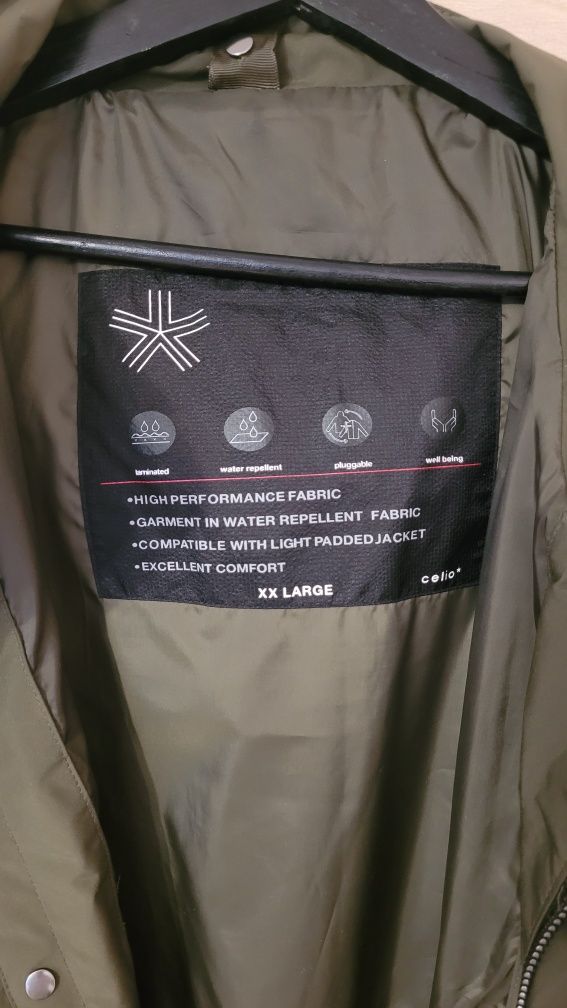 laminated water repellent pluggable well being
•HIGH PERFORMANCE FABRIC
•GARMENT IN WATER REPELLENT FABRIC
•COMPATIBLE WITH LIGHT PADDED JACKET
•EXCELLENT COMFORT
celio*
XX LARGE